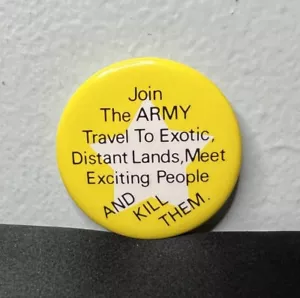 Join
The ARMY
Travel To Exotic,
Distant Lands, Meet
Exciting People
AND KILL THEM.